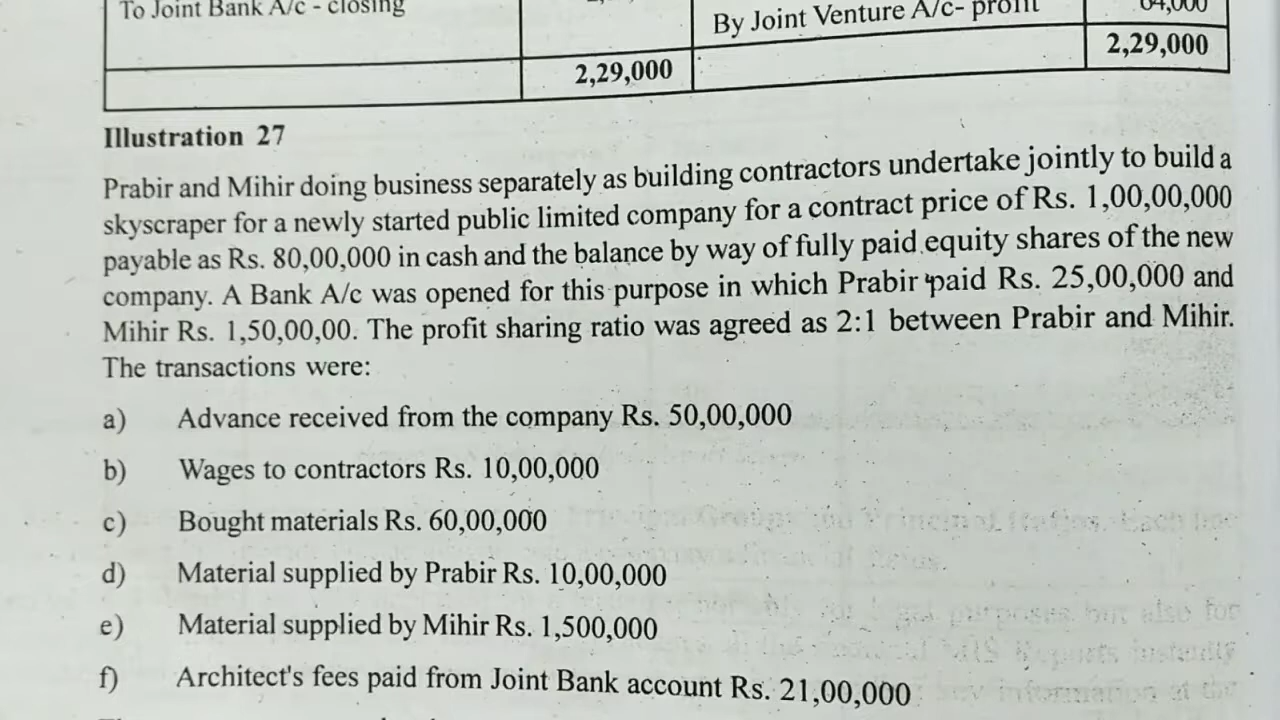 To Joint Bank A/c - closing
By Joint Venture A/c- profit
64,000
2,29,000
2,29,000
Illustration 27
Prabir and Mihir doing business separately as building contractors undertake jointly to build a
skyscraper for a newly started public limited company for a contract price of Rs. 1,00,00,000
payable as Rs. 80,00,000 in cash and the balance by way of fully paid equity shares of the new
company. A Bank A/c was opened for this purpose in which Prabir paid Rs. 25,00,000 and
Mihir Rs. 1,50,00,00. The profit sharing ratio was agreed as 2:1 between Prabir and Mihir.
The transactions were:
a) Advance received from the company Rs. 50,00,000
b) Wages to contractors Rs. 10,00,000
c) Bought materials Rs. 60,00,000
d) Material supplied by Prabir Rs. 10,00,000
e) Material supplied by Mihir Rs. 1,500,000
f) Architect's fees paid from Joint Bank account Rs. 21,00,000